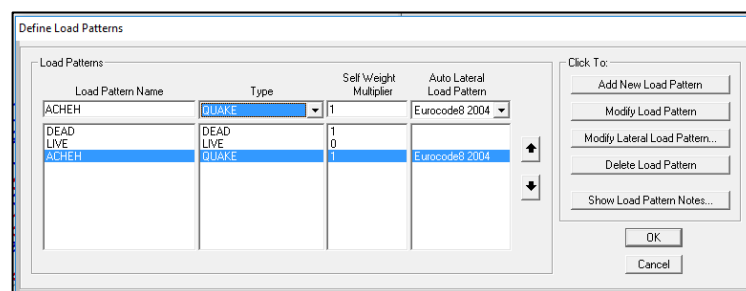 Define Load Patterns
Load Patterns
Click To:
Self Weight Auto Lateral
Load Pattern Name Type Multiplier Load Pattern
ACHEH QUAKE 1 Eurocode8 2004
DEAD DEAD 1
LIVE LIVE 0
ACHEH QUAKE 1 Eurocode8 2004
Add New Load Pattern
Modify Load Pattern
Modify Lateral Load Pattern...
Delete Load Pattern
Show Load Pattern Notes...
OK
Cancel